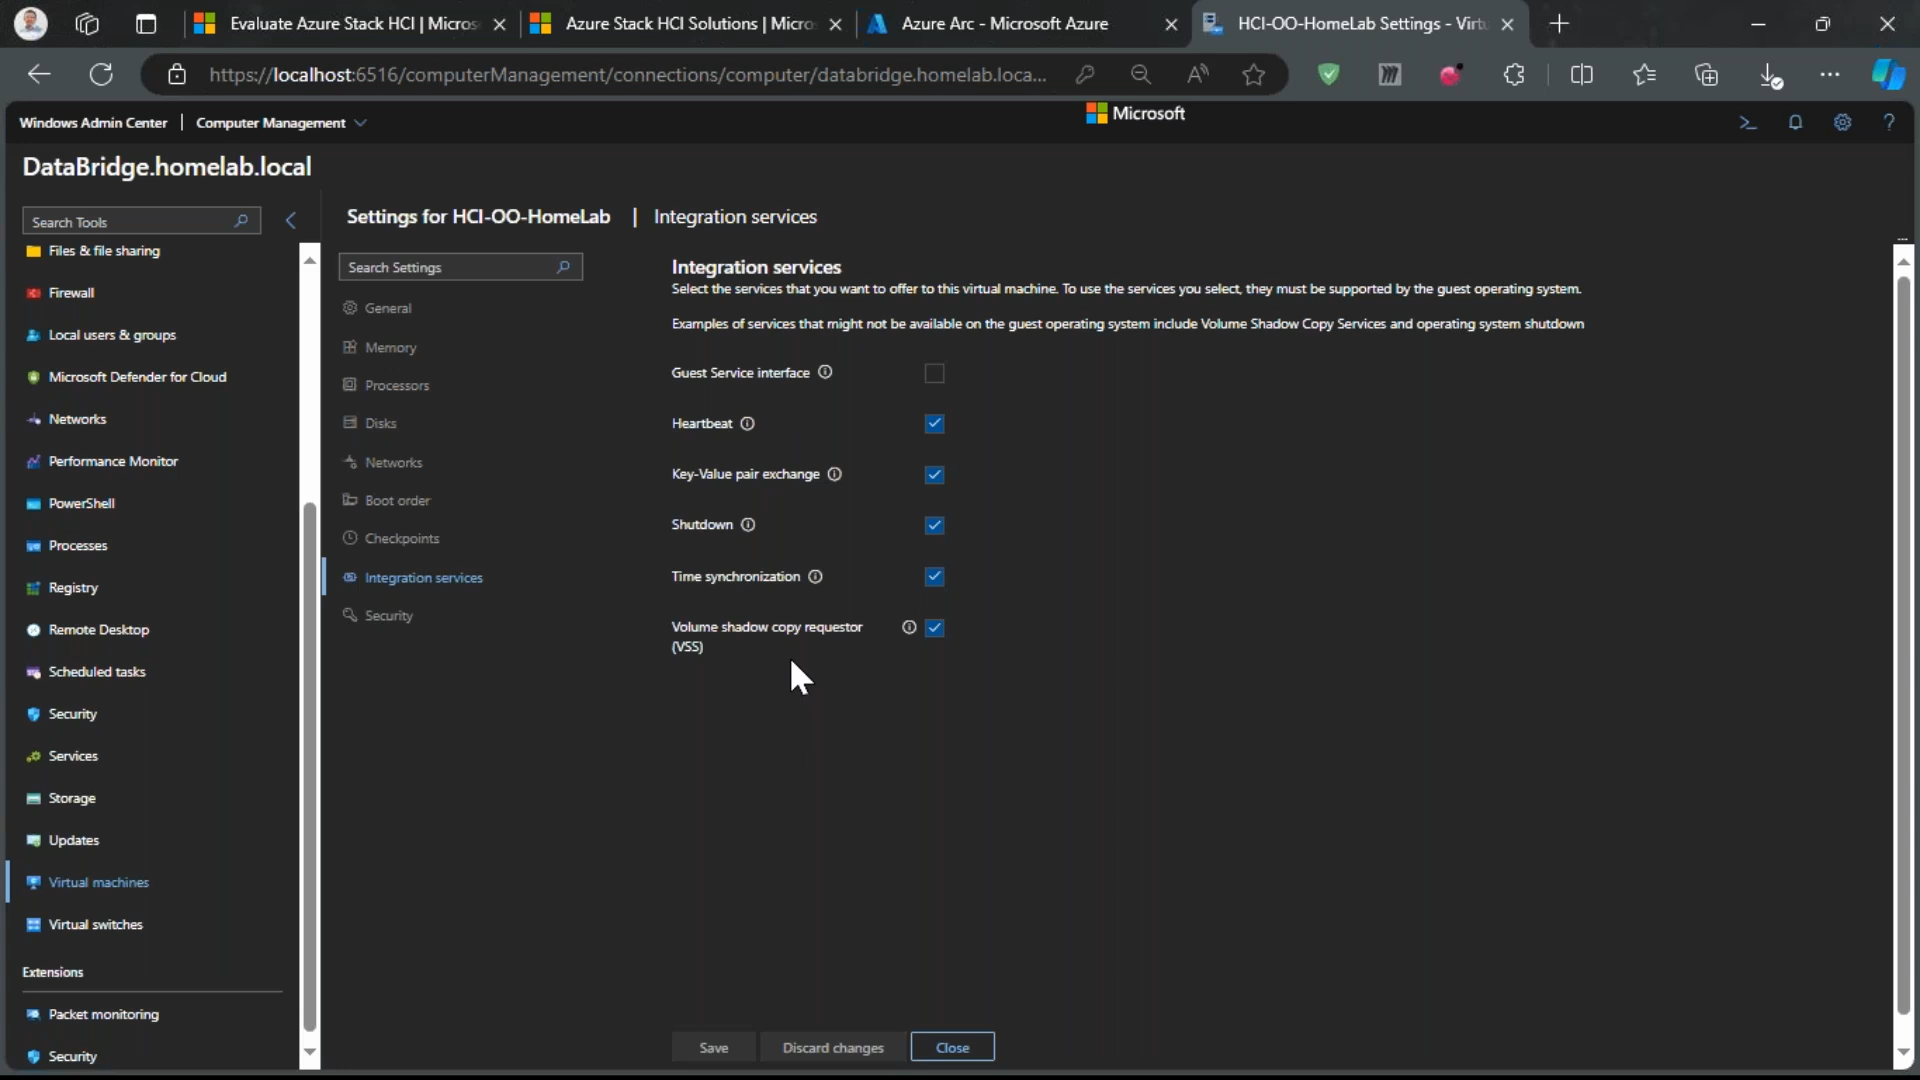 Evaluate Azure Stack HCI | Micros
Azure Stack HCI Solutions | Micro
Azure Arc - Microsoft Azure
HCI-OO-HomeLab Settings - Virtu
https://localhost:6516/computerManagement/connections/computer/databridge.homelab.loca...
Microsoft
Windows Admin Center | Computer Management
DataBridge.homelab.local
Search Tools
Files & file sharing
Firewall
Local users & groups
Microsoft Defender for Cloud
Networks
Performance Monitor
PowerShell
Processes
Registry
Remote Desktop
Scheduled tasks
Security
Services
Storage
Updates
Virtual machines
Virtual switches
Extensions
Packet monitoring
Security
Settings for HCI-OO-HomeLab | Integration services
Search Settings
General
Memory
Processors
Disks
Networks
Boot order
Checkpoints
Integration services
Security
Integration services
Select the services that you want to offer to this virtual machine. To use the services you select, they must be supported by the guest operating system.
Examples of services that might not be available on the guest operating system include Volume Shadow Copy Services and operating system shutdown
Guest Service interface
Heartbeat
Key-Value pair exchange
Shutdown
Time synchronization
Volume shadow copy requestor
(VSS)
Save
Discard changes
Close